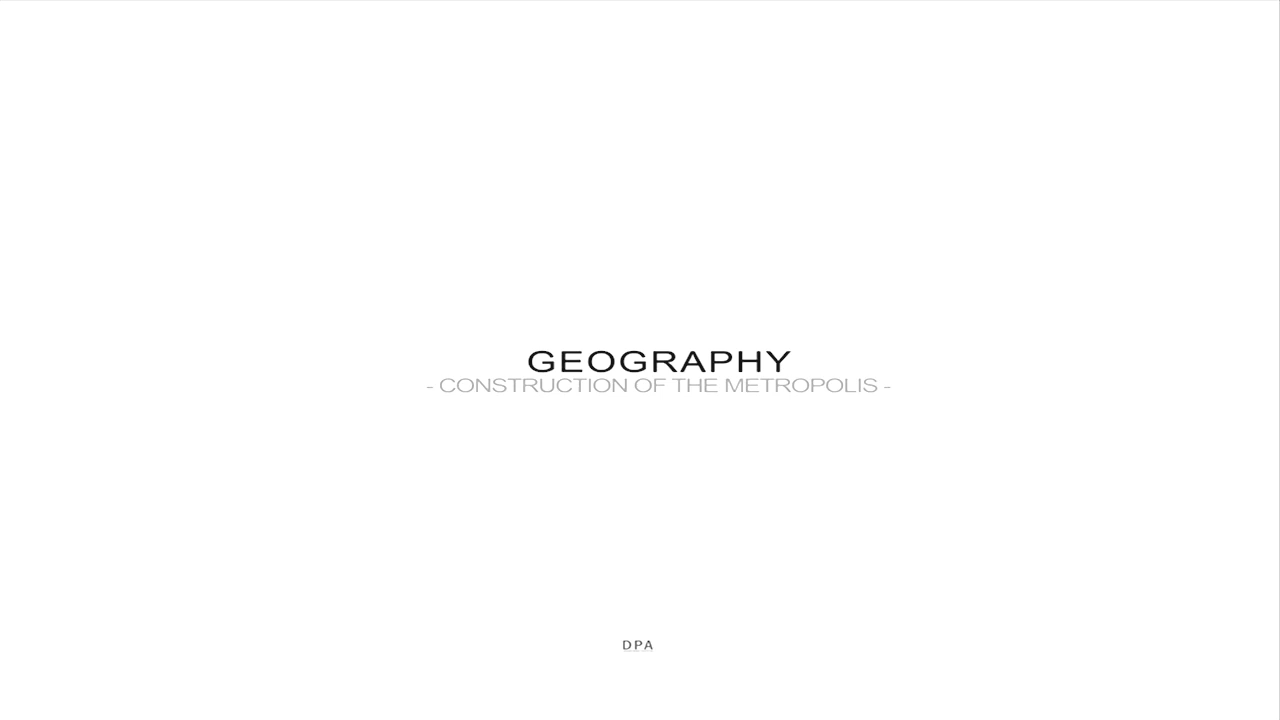 GEOGRAPHY
- CONSTRUCTION OF THE METROPOLIS -
DPA